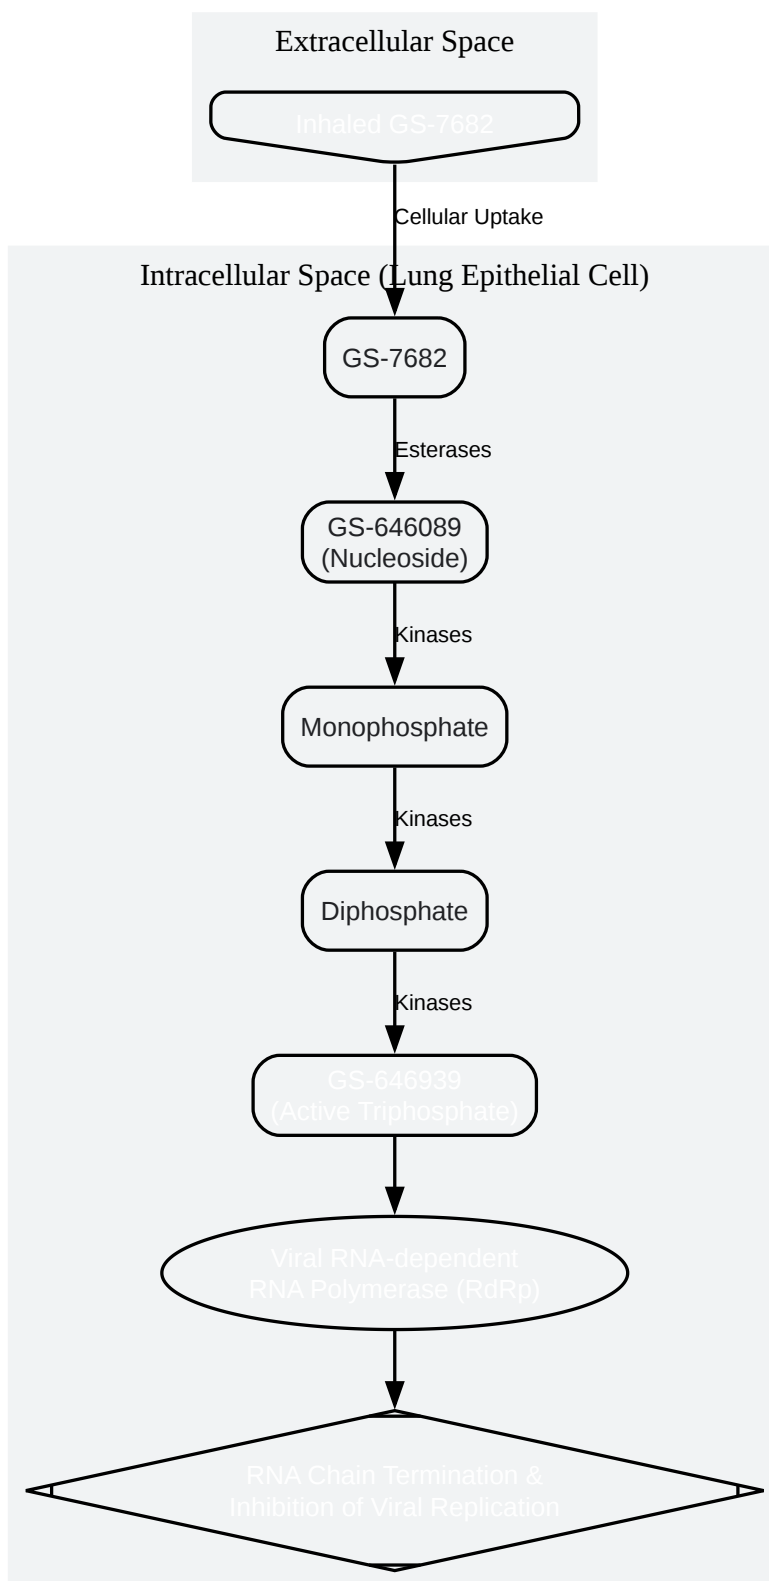 Extracellular Space
Inhaled GS-7682
Cellular Uptake
Intracellular Space (Lung Epithelial Cell)
GS-7682
Esterases
GS-646089
(Nucleoside)
Kinases
Monophosphate
Kinases
Diphosphate
Kinases
GS-646939
(Active Triphosphate)
Viral RNA-dependent
RNA Polymerase (RdRp)
RNA Chain Termination &
Inhibition of Viral Replication